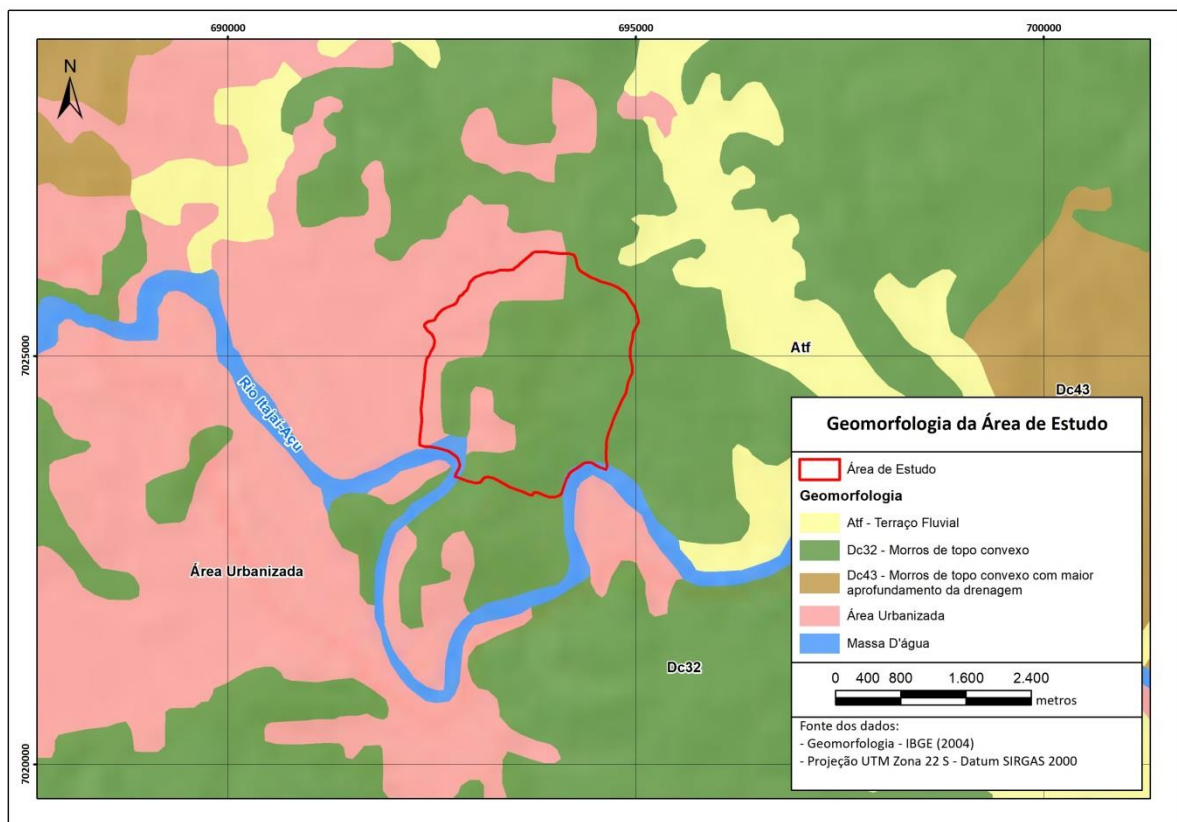 690000
695000
700000
N
7025000
Rio Itajaí-Açu
Atf
Dc43
Área Urbanizada
Dc32
7020000
Geomorfologia da Área de Estudo
Área de Estudo
Geomorfologia
Atf - Terraço Fluvial
Dc32 - Morros de topo convexo
Dc43 - Morros de topo convexo com maior
aprofundamento da drenagem
Área Urbanizada
Massa D'água
0 400 800 1.600 2.400
metros
Fonte dos dados:
- Geomorfologia - IBGE (2004)
- Projeção UTM Zona 22 S - Datum SIRGAS 2000